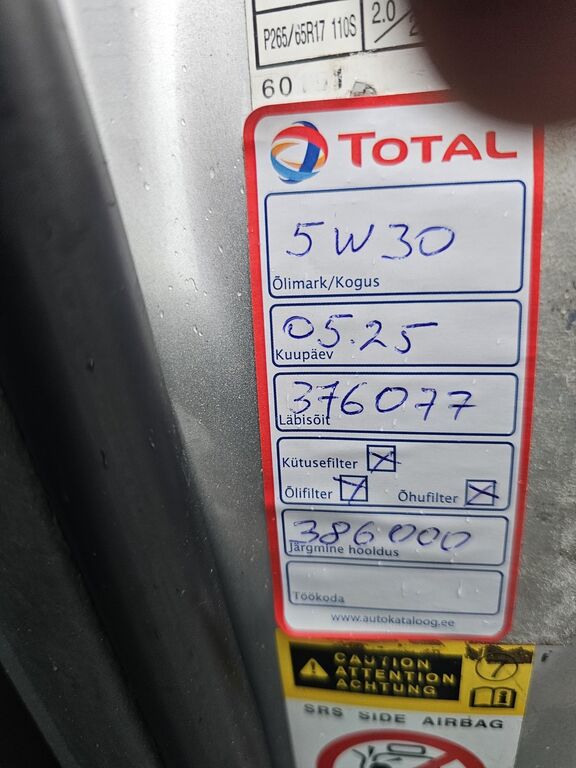 P265/65R17 110S
2.0/
60
TOTAL
5W30
Õlimark/Kogus
05.25
Kuupäev
376077
Läbisõit
Kütusefilter
Õlifilter Õhufilter
386000
Järgmine hooldus
Töökoda
www.autokataloog.ee
CAUTION
ATTENTION
ACHTUNG
SRS SIDE AIRBAG